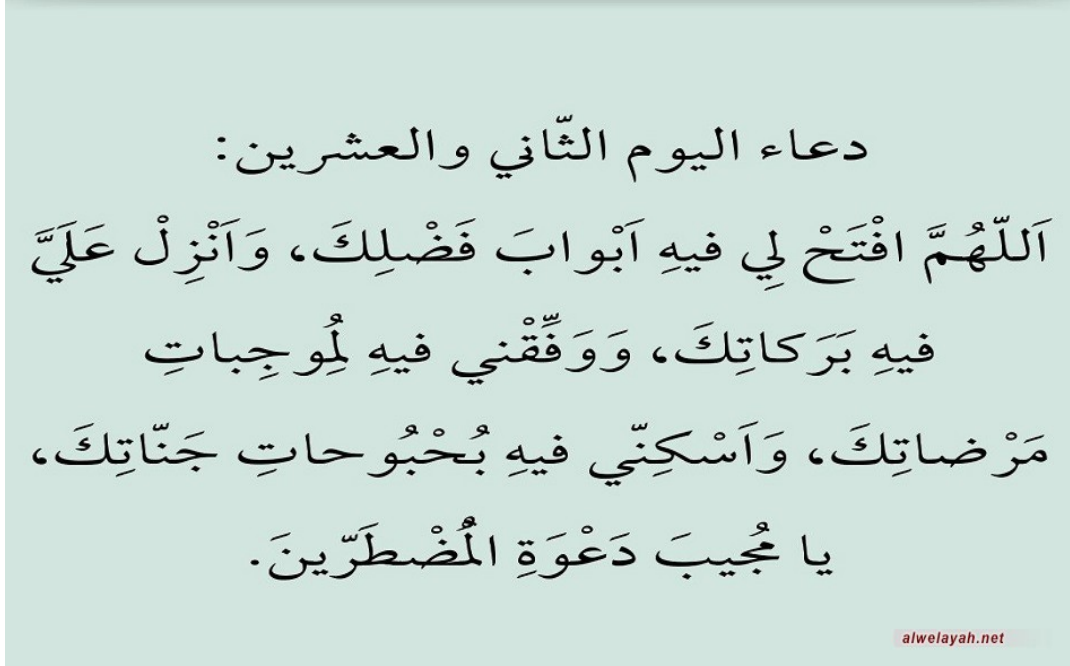 دعاء اليوم الثّاني والعشرين:
اَللّهُمَّ افْتَحْ لِي فيهِ اَبْوابَ فَضْلِكَ، وَاَنْزِلْ عَلَيَّ
فيهِ بَرَكاتِكَ، وَوَفِّقْني فيهِ لِمُوجِباتِ
مَرْضاتِكَ، وَاَسْكِنّي فيهِ بُحْبُوحاتِ جَنّاتِكَ،
يا مُجيبَ دَعْوَةِ الْمُضْطَرّينَ.
alwelayah.net